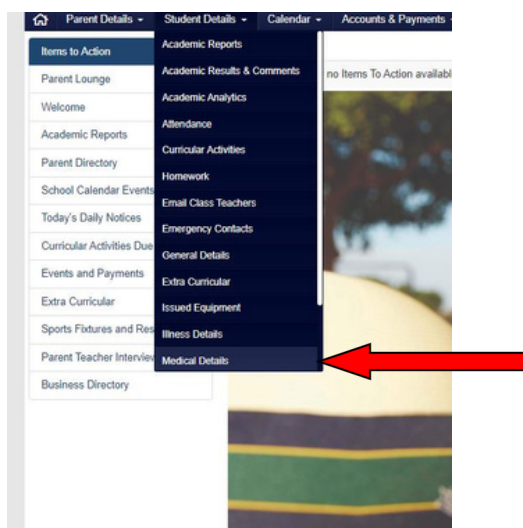 Parent Details
Student Details
Calendar
Accounts & Payments
Items to Action
Parent Lounge
Welcome
Academic Reports
Parent Directory
School Calendar Events
Today's Daily Notices
Curricular Activities Due
Events and Payments
Extra Curricular
Sports Fixtures and Res
Parent Teacher Interview
Business Directory
Academic Reports
Academic Results & Comments
Academic Analytics
Attendance
Curricular Activities
Homework
Email Class Teachers
Emergency Contacts
General Details
Extra Curricular
Issued Equipment
Illness Details
Medical Details
no Items To Action availabl